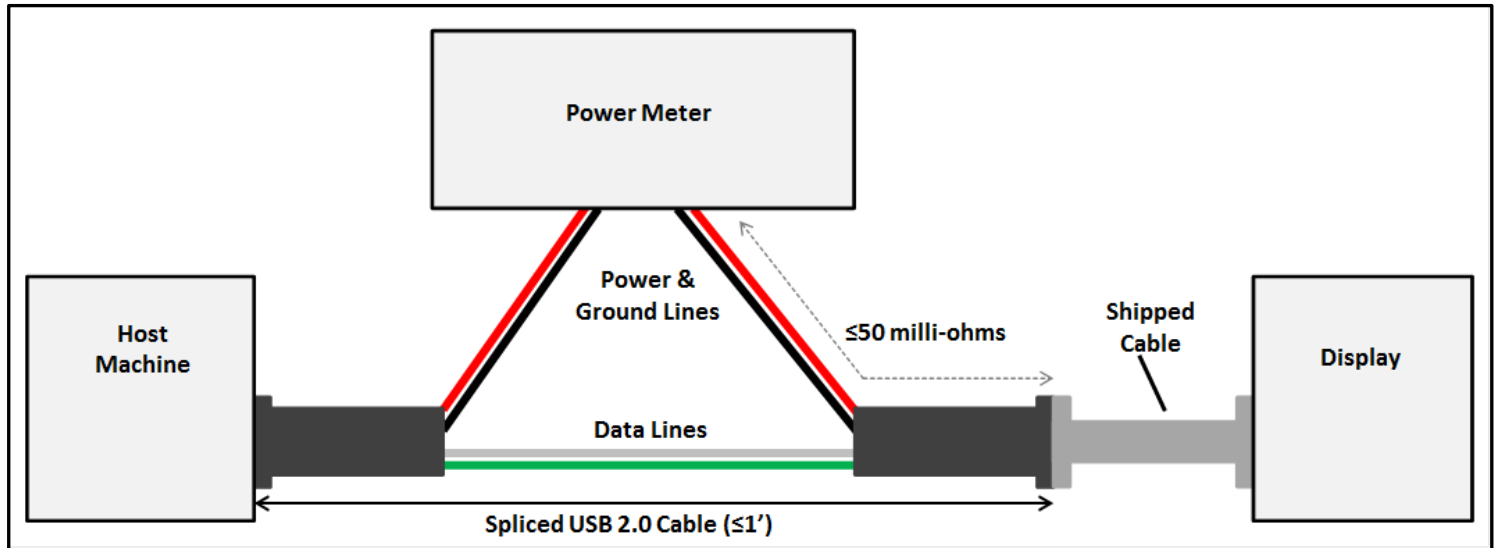 Power Meter
Power &
Ground Lines
≤50 milli-ohms
Shipped
Cable
Host
Machine
Display
Data Lines
Spliced USB 2.0 Cable (≤1’)